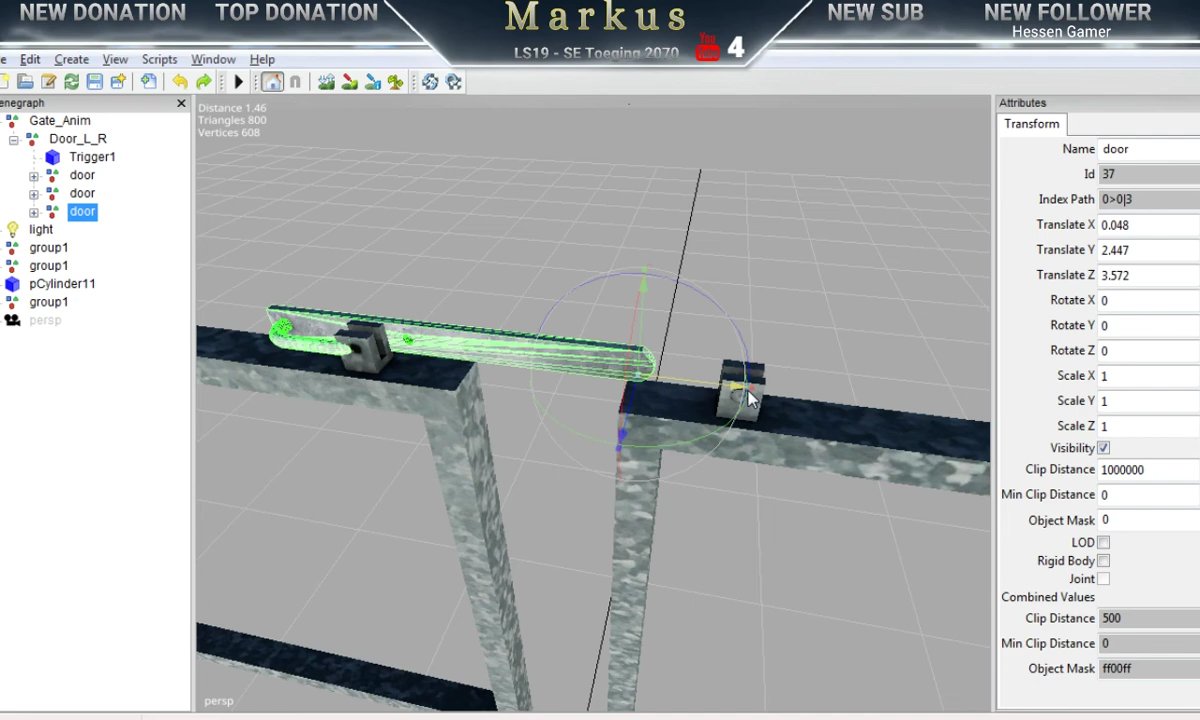 NEW DONATION
TOP DONATION
Markus
LS19 - SE Toeging 2070
You
Tube
4
NEW SUB
NEW FOLLOWER
Hessen Gamer
e Edit Create View Scripts Window Help
enegraph
Gate_Anim
Door_L_R
Trigger1
door
door
door
light
group1
group1
pCylinder11
group1
persp
Distance 1.46
Triangles 800
Vertices 608
persp
Attributes
Transform
Name door
Id 37
Index Path 0>0|3
Translate X 0.048
Translate Y 2.447
Translate Z 3.572
Rotate X 0
Rotate Y 0
Rotate Z 0
Scale X 1
Scale Y 1
Scale Z 1
Visibility
Clip Distance 1000000
Min Clip Distance 0
Object Mask 0
LOD
Rigid Body
Joint
Combined Values
Clip Distance 500
Min Clip Distance 0
Object Mask ff00ff